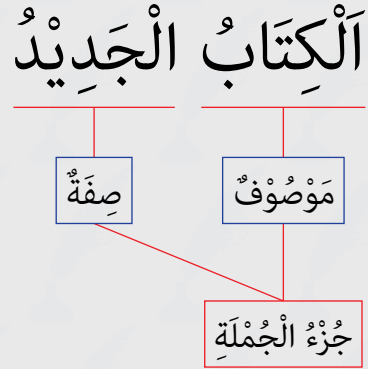 اَلْكِتَابُ الْجَدِيْدُ
مَوْصُوْفٌ صِفَةٌ
جُزْءُ الْجُمْلَةِ